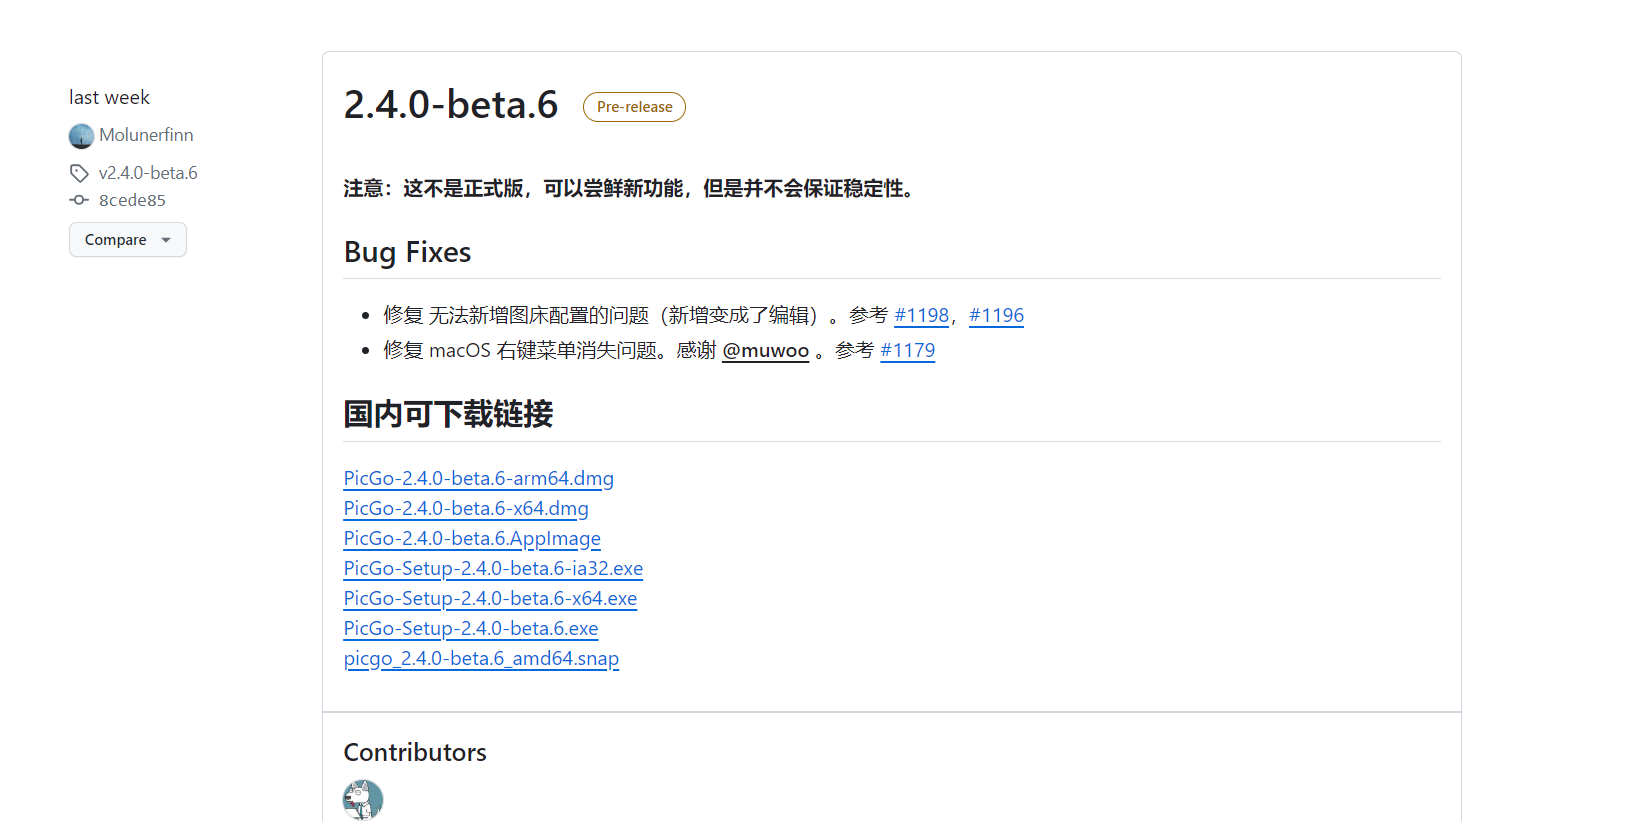 last week
Molunerfinn
v2.4.0-beta.6
8cede85
Compare
2.4.0-beta.6 Pre-release
注意：这不是正式版，可以尝鲜新功能，但是并不会保证稳定性。
Bug Fixes
修复 无法新增图床配置的问题（新增变成了编辑）。参考 #1198，#1196
修复 macOS 右键菜单消失问题。感谢 @muwoo 。参考 #1179
国内可下载链接
PicGo-2.4.0-beta.6-arm64.dmg
PicGo-2.4.0-beta.6-x64.dmg
PicGo-2.4.0-beta.6.AppImage
PicGo-Setup-2.4.0-beta.6-ia32.exe
PicGo-Setup-2.4.0-beta.6-x64.exe
PicGo-Setup-2.4.0-beta.6.exe
picgo_2.4.0-beta.6_amd64.snap
Contributors